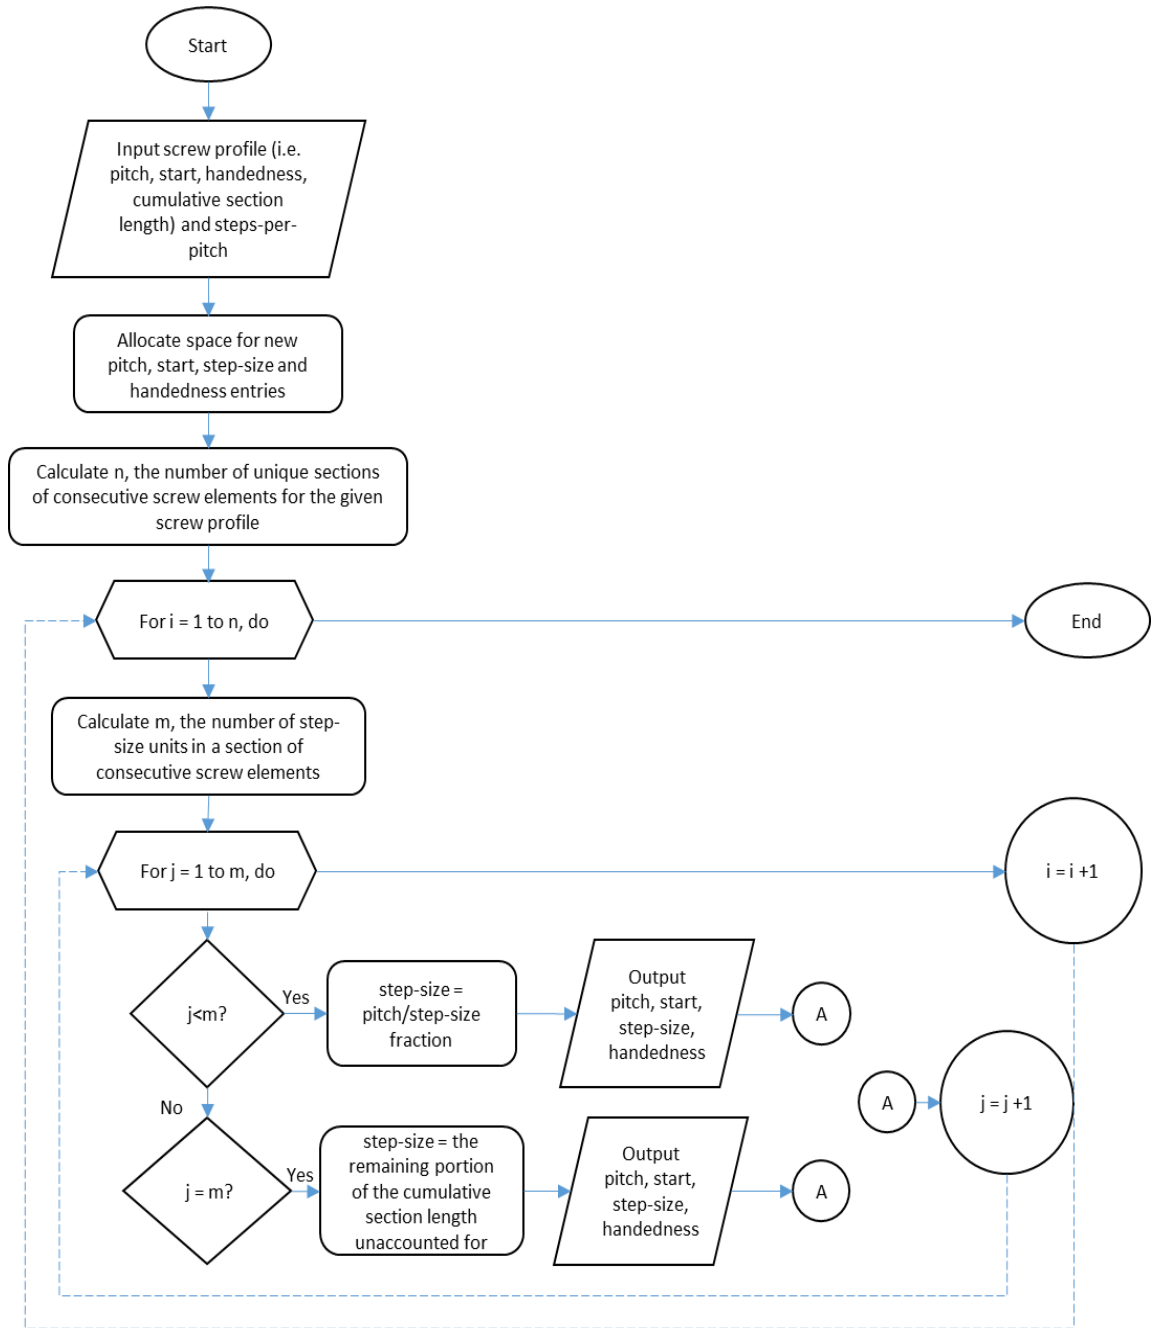 Start
Input screw profile (i.e.
pitch, start, handedness,
cumulative section
length) and steps-per-
pitch
Allocate space for new
pitch, start, step-size and
handedness entries
Calculate n, the number of unique sections
of consecutive screw elements for the given
screw profile
For i = 1 to n, do
End
Calculate m, the number of step-
size units in a section of
consecutive screw elements
For j = 1 to m, do
i = i +1
j<m?
Yes
step-size =
pitch/step-size
fraction
Output
pitch, start,
step-size,
handedness
A
No
A
j = j +1
j = m?
Yes
step-size = the
remaining portion
of the cumulative
section length
unaccounted for
Output
pitch, start,
step-size,
handedness
A